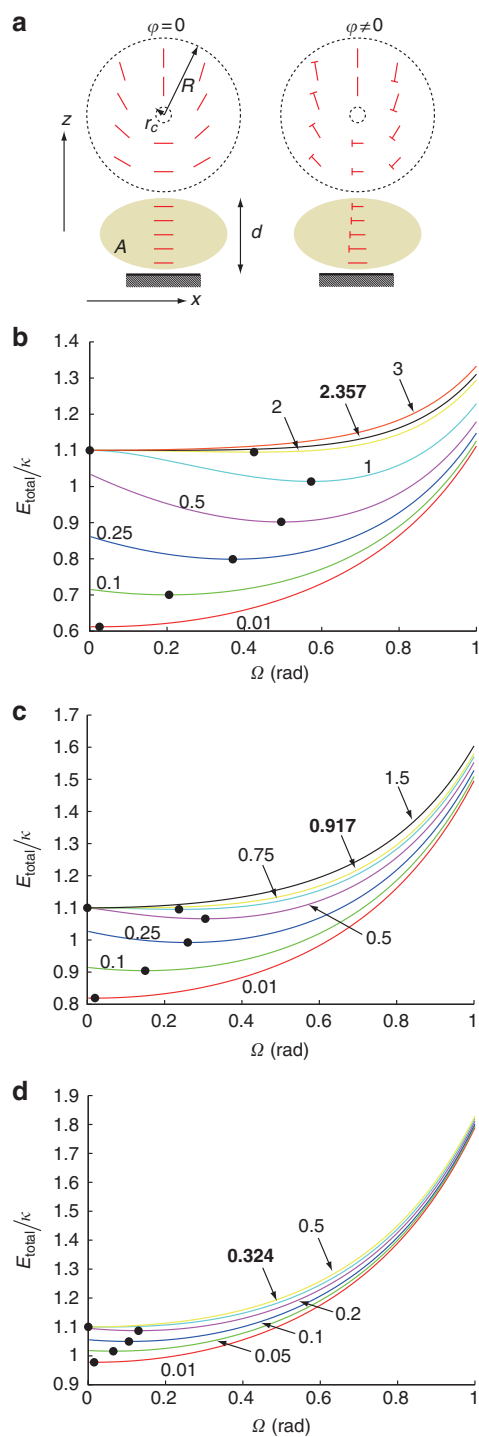 a
φ=0
φ≠0
z
R
r_c
A
d
x
b
1.4
1.3
1.2
1.1
1
0.9
0.8
0.7
0.6
E_total/κ
3
2.357
2
1
0.5
0.25
0.1
0.01
0 0.2 0.4 0.6 0.8 1
Ω (rad)
c
1.7
1.6
1.5
1.4
1.3
1.2
1.1
1
0.9
0.8
E_total/κ
1.5
0.917
0.75
0.5
0.25
0.1
0.01
0 0.2 0.4 0.6 0.8 1
Ω (rad)
d
1.9
1.8
1.7
1.6
1.5
1.4
1.3
1.2
1.1
1
0.9
E_total/κ
0.5
0.324
0.2
0.1
0.05
0.01
0 0.2 0.4 0.6 0.8 1
Ω (rad)